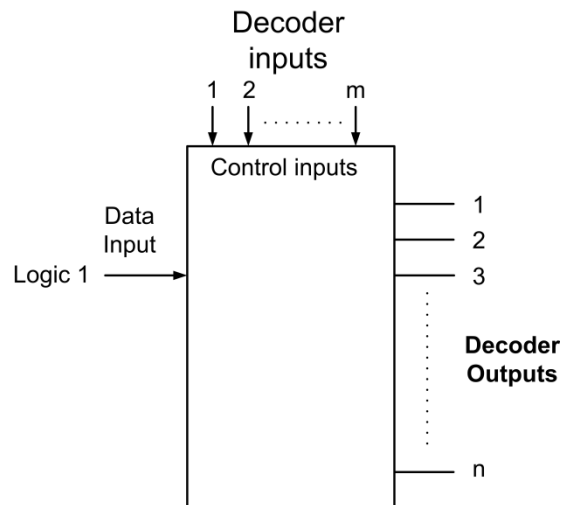 Decoder
inputs
1 2 ......... m
Control inputs
Data
Input
Logic 1
1
2
3
Decoder
Outputs
n